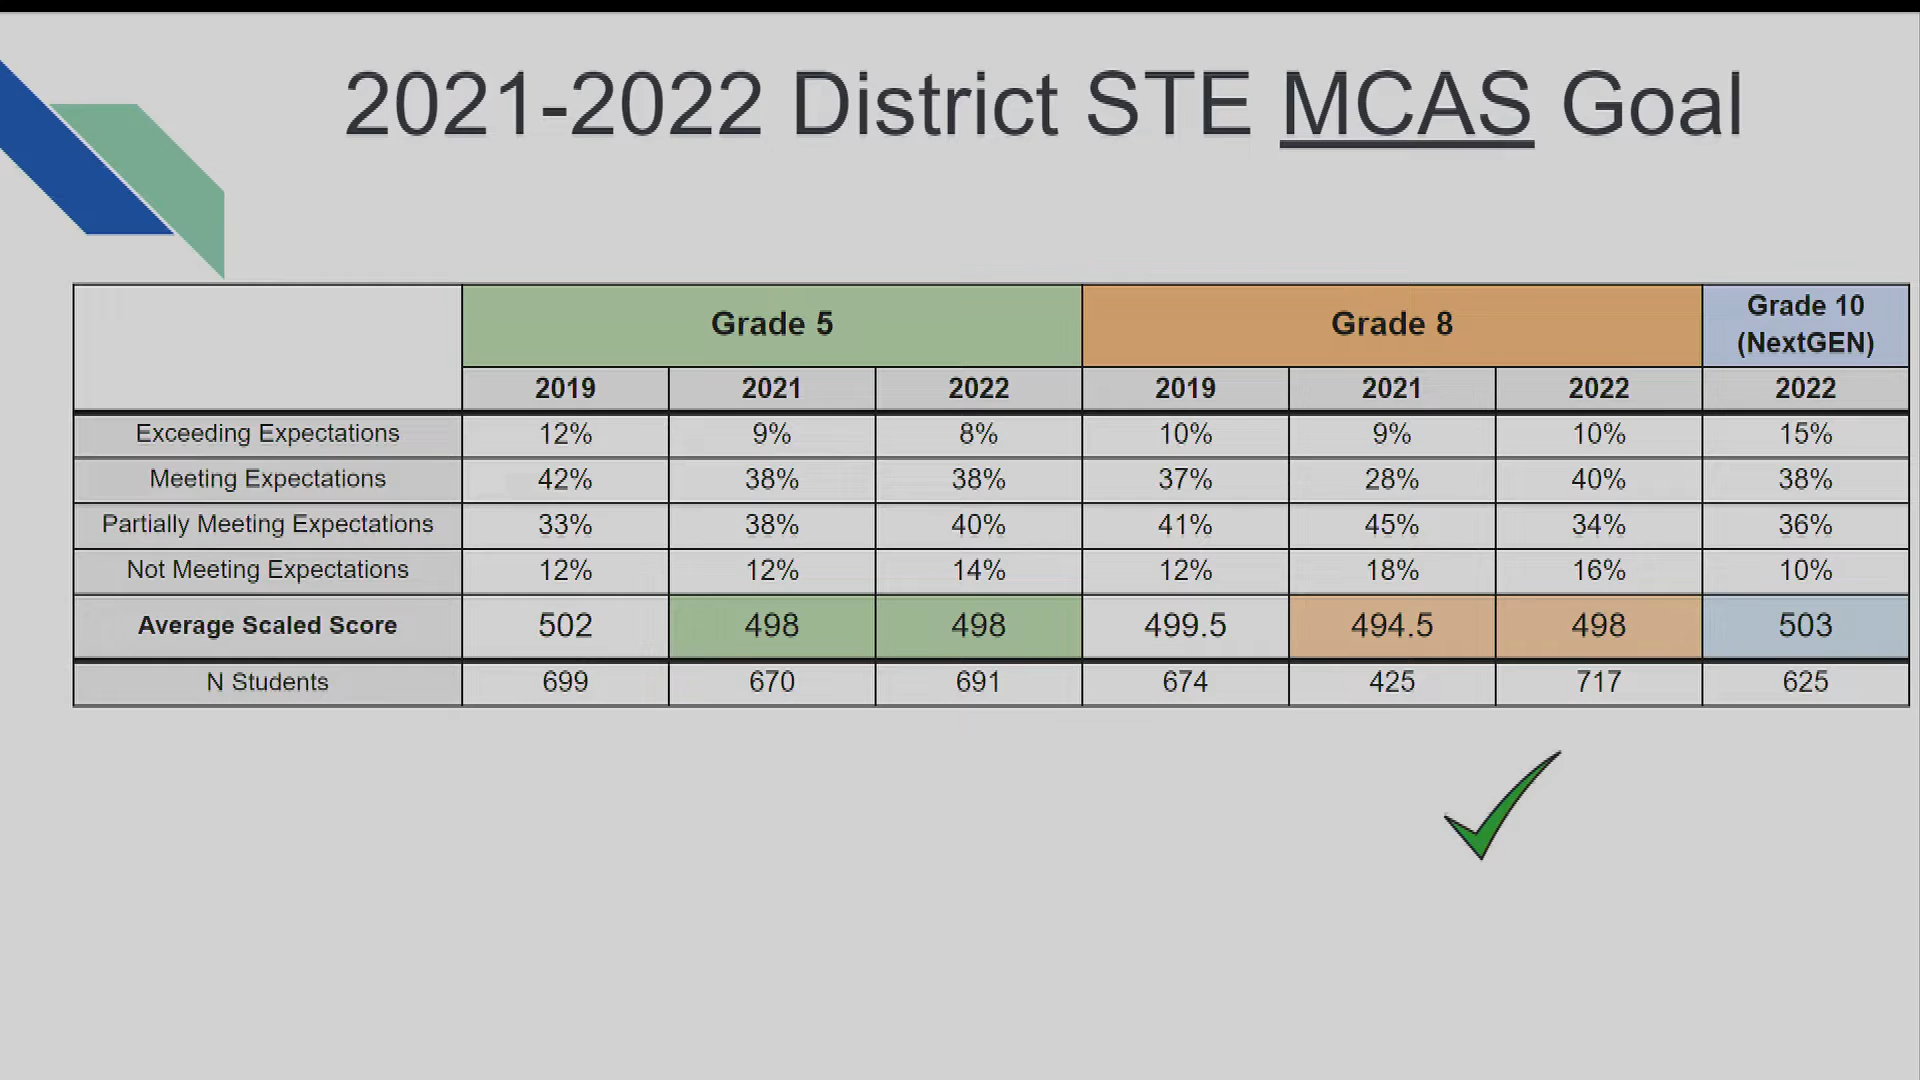 2021-2022 District STE MCAS Goal
Grade 5 Grade 8 Grade 10
(NextGEN)
2019 2021 2022 2019 2021 2022 2022
Exceeding Expectations 12% 9% 8% 10% 9% 10% 15%
Meeting Expectations 42% 38% 38% 37% 28% 40% 38%
Partially Meeting Expectations 33% 38% 40% 41% 45% 34% 36%
Not Meeting Expectations 12% 12% 14% 12% 18% 16% 10%
Average Scaled Score 502 498 498 499.5 494.5 498 503
N Students 699 670 691 674 425 717 625